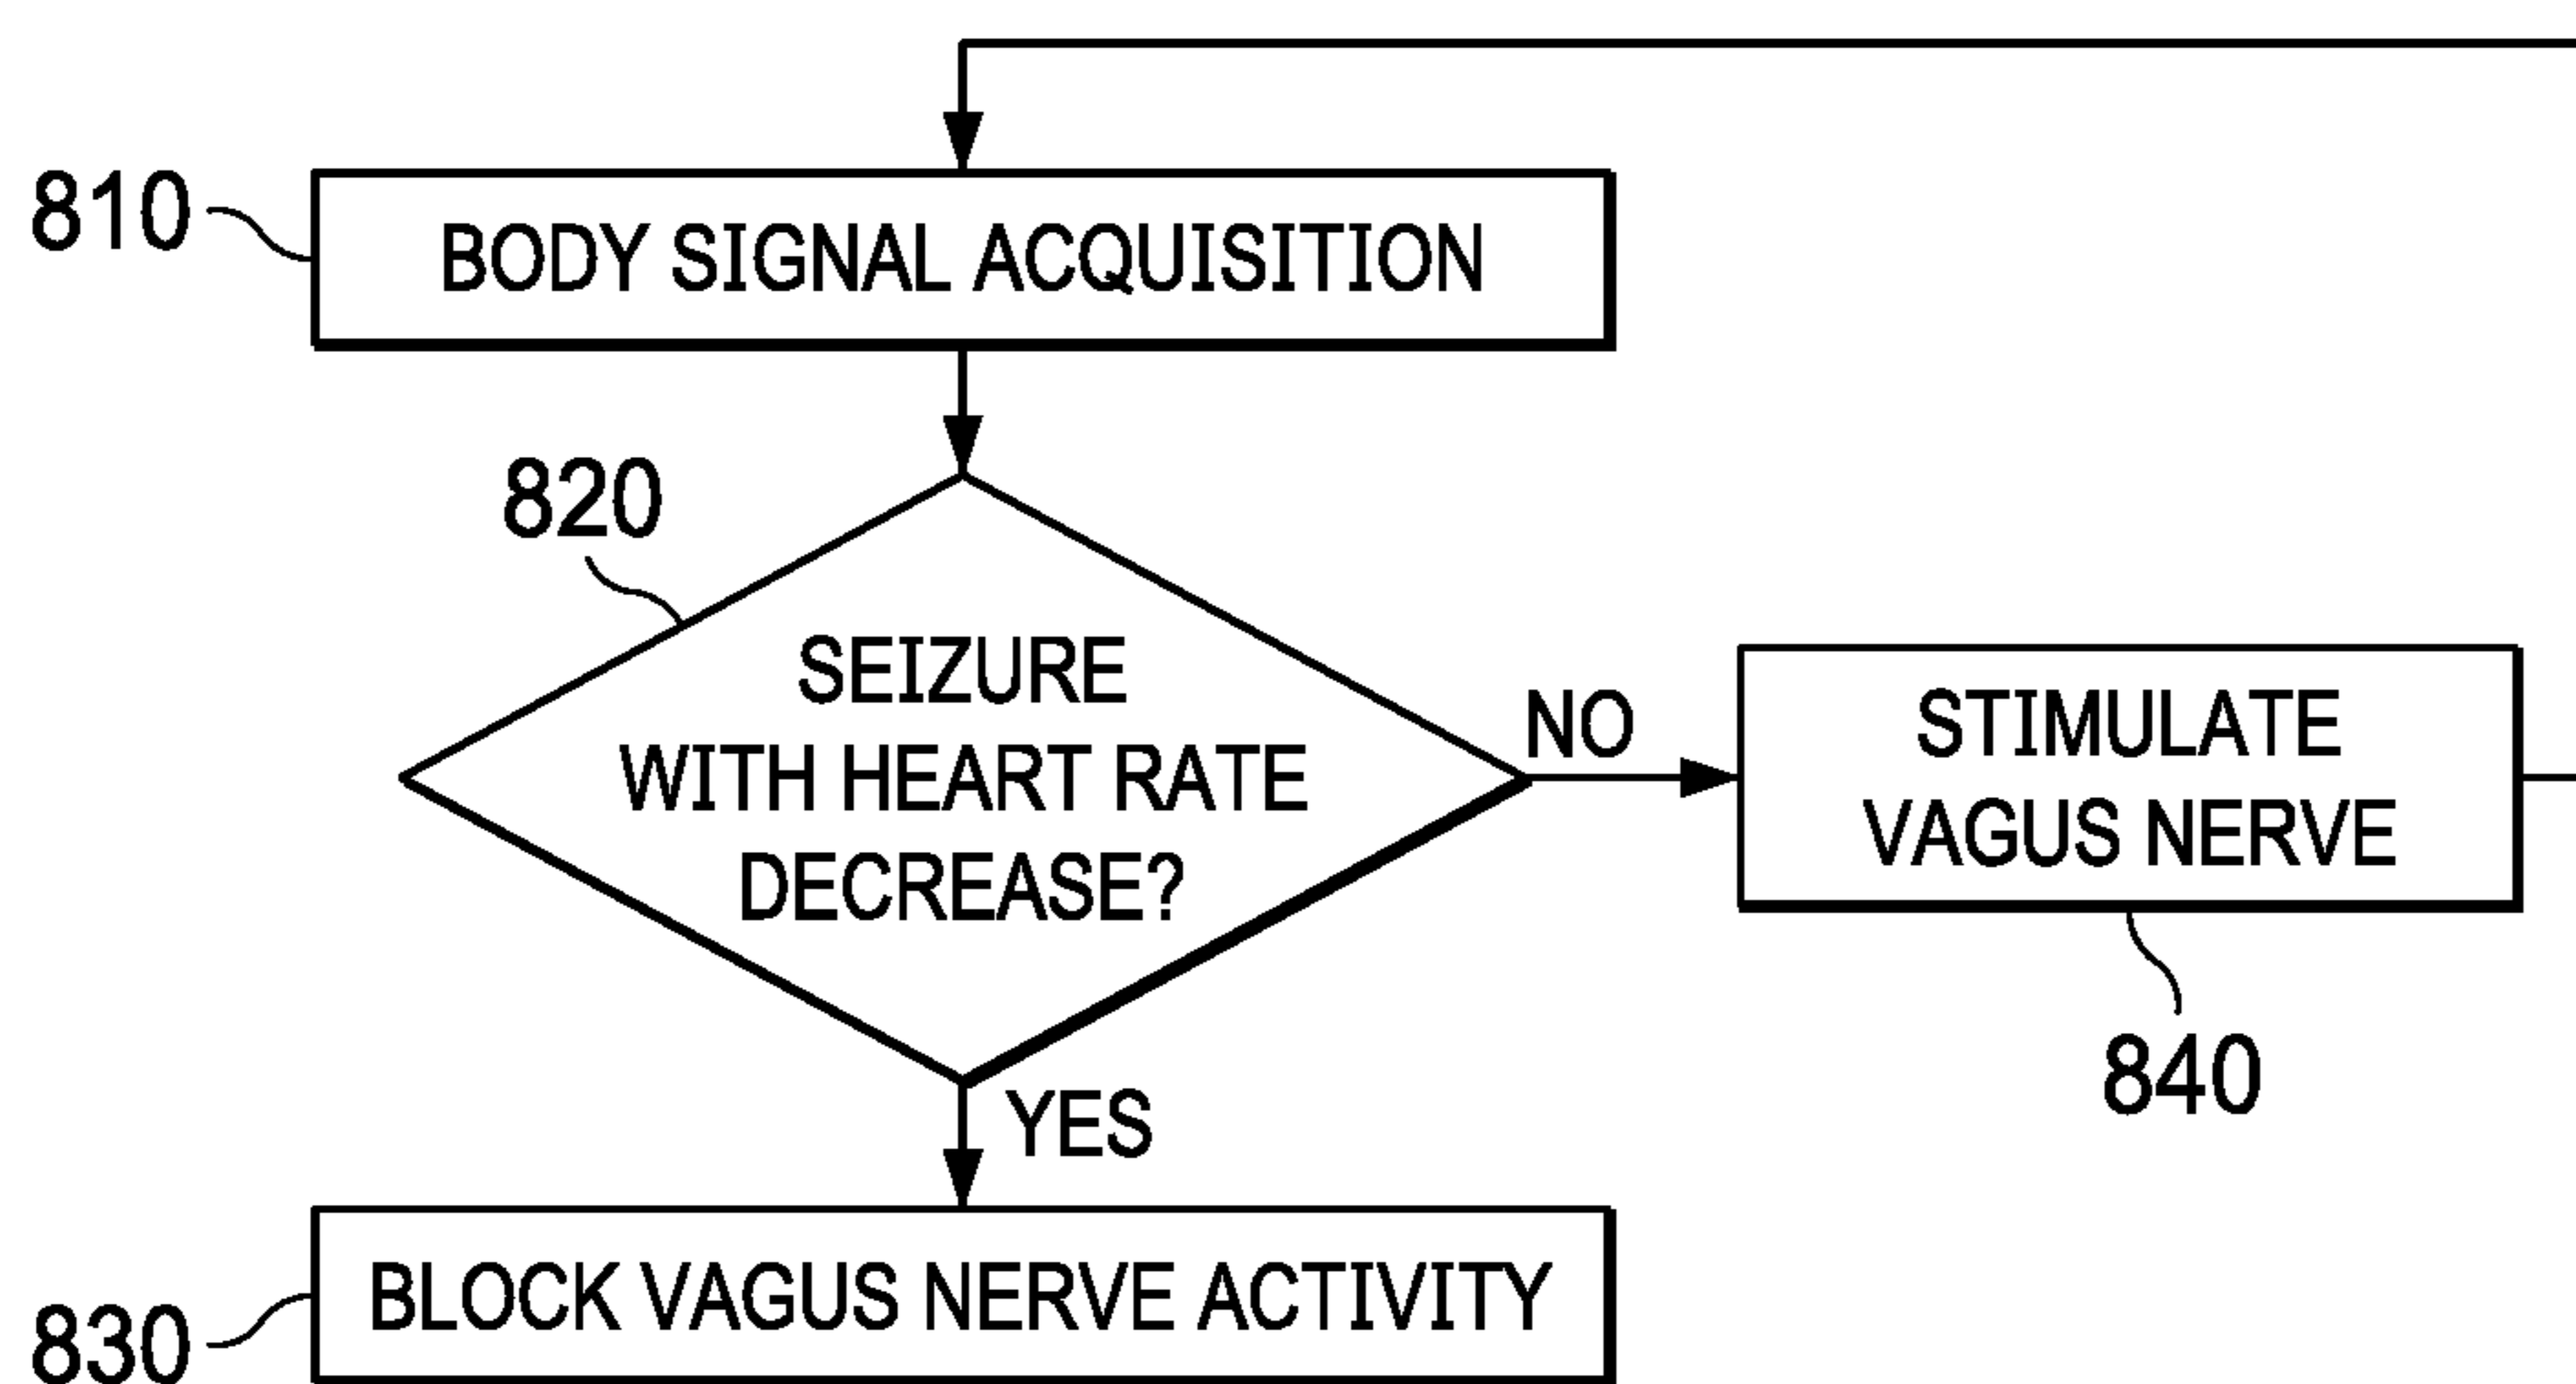 810
BODY SIGNAL ACQUISITION
820
SEIZURE
WITH HEART RATE
DECREASE?
NO
STIMULATE
VAGUS NERVE
840
YES
BLOCK VAGUS NERVE ACTIVITY
830